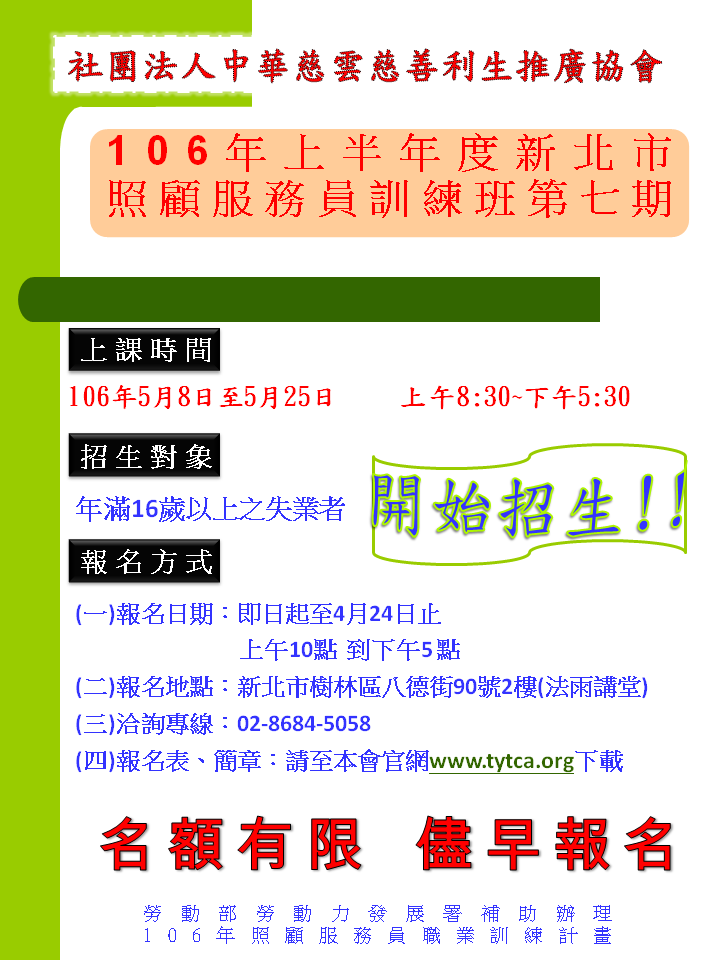 社團法人中華慈雲慈善利生推廣協會
106年上半年度新北市
照顧服務員訓練班第七期
上課時間
106年5月8日至5月25日 上午8:30~下午5:30
招生對象
年滿16歲以上之失業者
開始招生!!
報名方式
(一)報名日期：即日起至4月24日止
上午10點 到下午5點
(二)報名地點：新北市樹林區八德街90號2樓(法雨講堂)
(三)洽詢專線：02-8684-5058
(四)報名表、簡章：請至本會官網www.tytca.org下載
名額有限 儘早報名
勞動部勞動力發展署補助辦理
106年照顧服務員職業訓練計畫